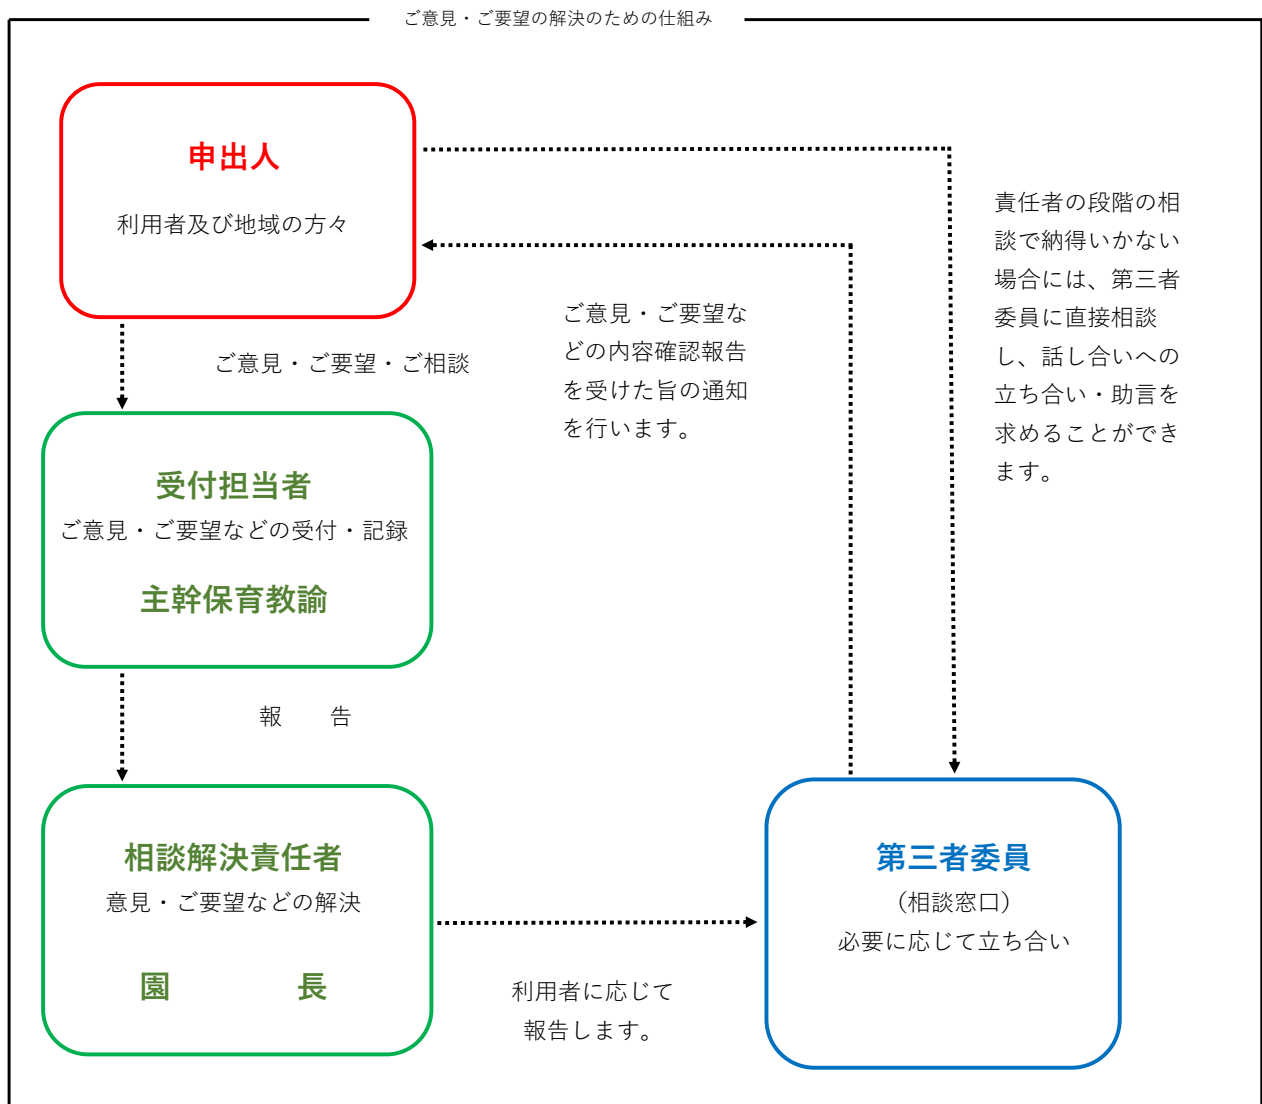 ご意見・ご要望の解決のための仕組み
申出人
利用者及び地域の方々
ご意見・ご要望・ご相談
受付担当者
ご意見・ご要望などの受付・記録
主幹保育教諭
報　　告
相談解決責任者
意見・ご要望などの解決
園　　　　長
利用者に応じて
報告します。
ご意見・ご要望な
どの内容確認報告
を受けた旨の通知
を行います。
責任者の段階の相
談で納得いかない
場合には、第三者
委員に直接相談
し、話し合いへの
立ち合い・助言を
求めることができ
ます。
第三者委員
（相談窓口）
必要に応じて立ち合い